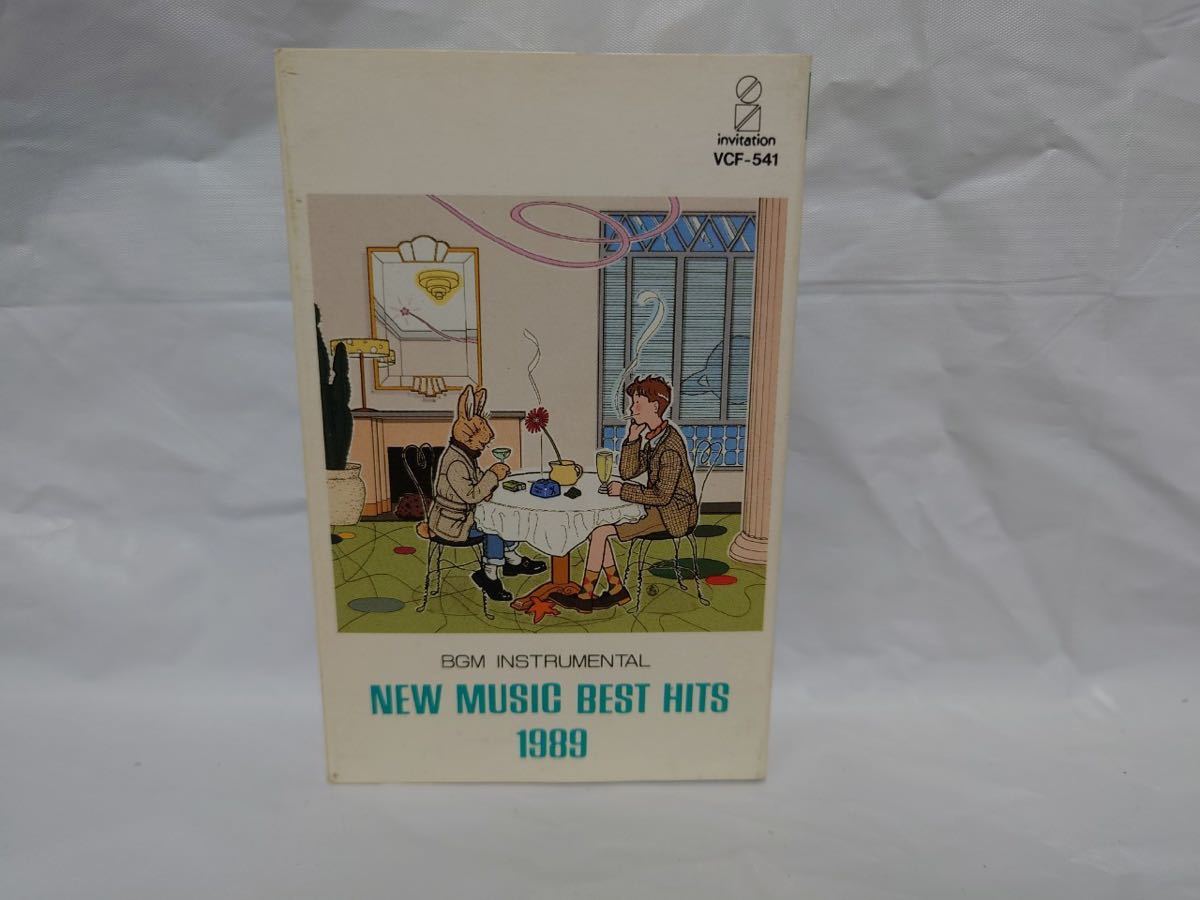 invitation
VCF-541
BGM INSTRUMENTAL
NEW MUSIC BEST HITS
1989